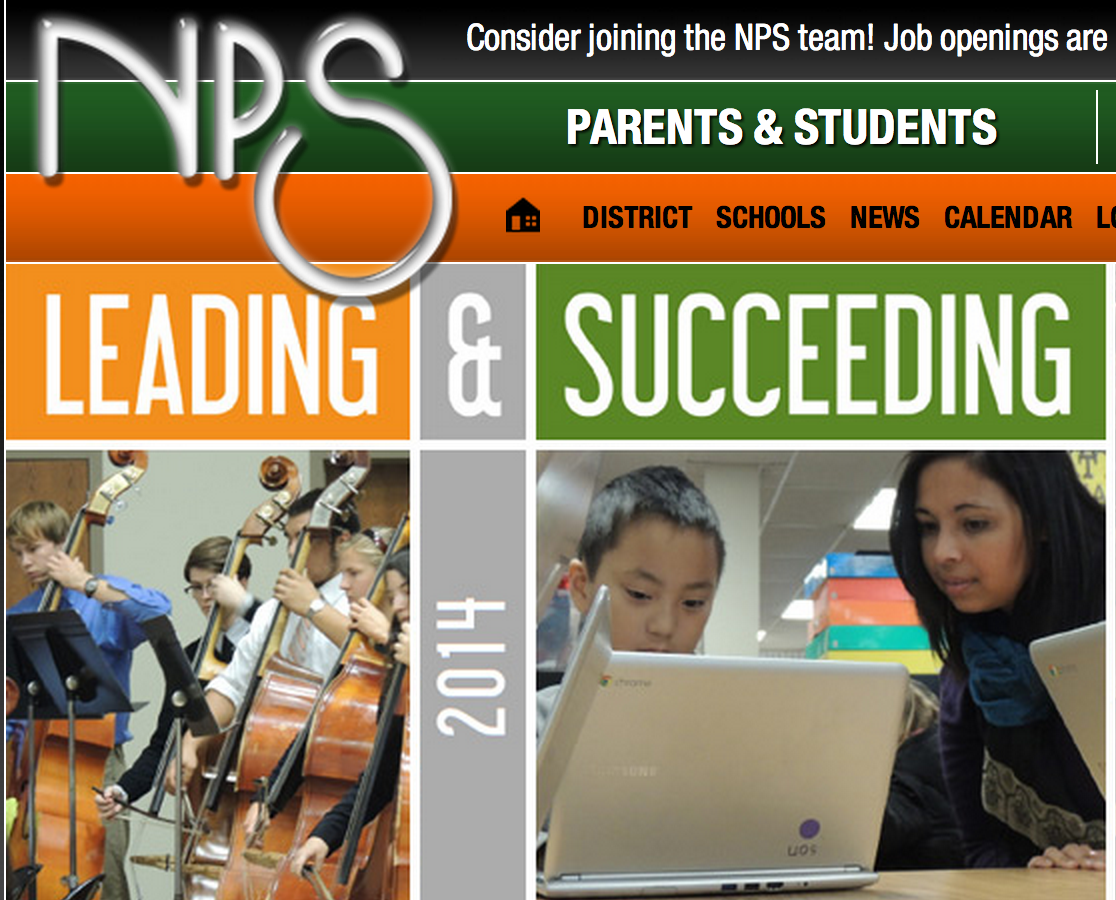 NPS
Consider joining the NPS team! Job openings are
PARENTS & STUDENTS
DISTRICT SCHOOLS NEWS CALENDAR LO
LEADING & SUCCEEDING
2014
chrome
SAMSUNG